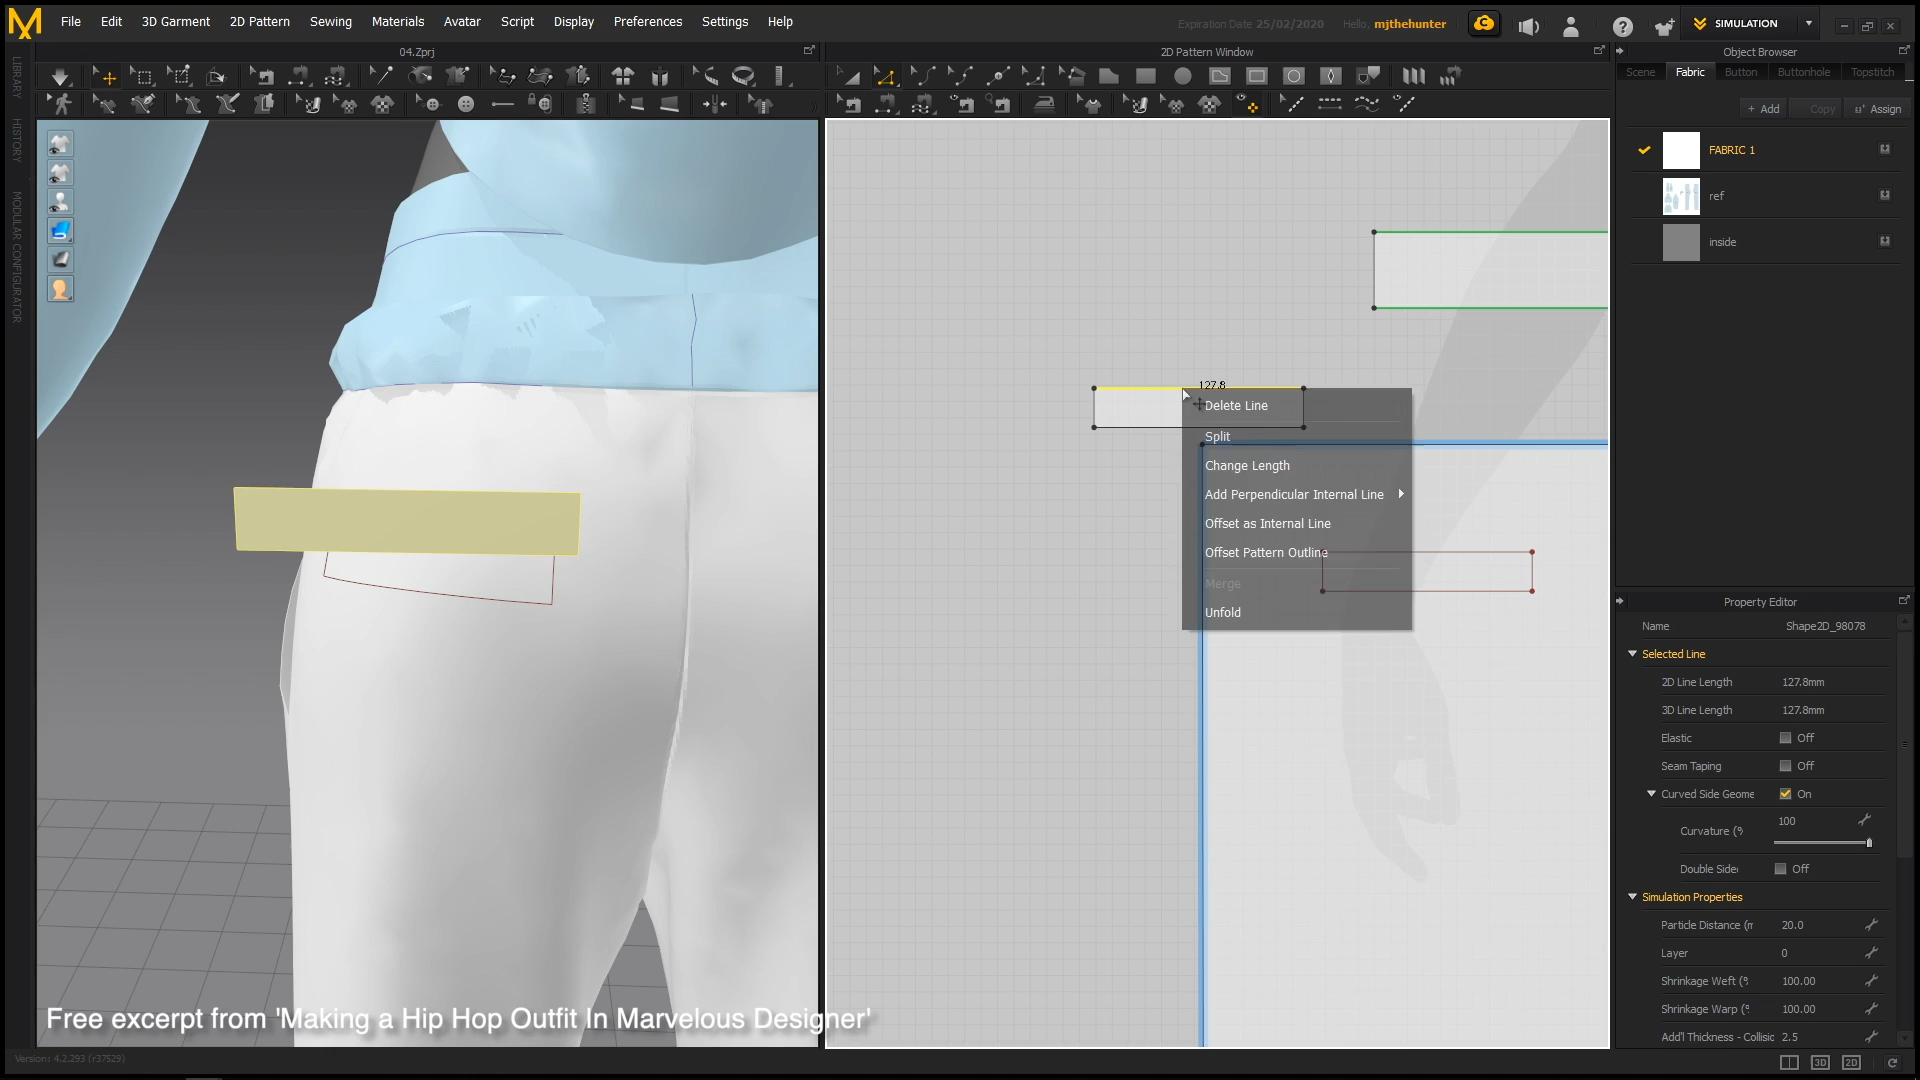 File Edit 3D Garment 2D Pattern Sewing Materials Avatar Script Display Preferences Settings Help
Expiration Date 25/02/2020 Hello, mjthehunter
SIMULATION
04.Zprj
2D Pattern Window
Object Browser
LIBRARY
HISTORY
MODULAR CONFIGURATOR
Scene Fabric Button Buttonhole Topstitch
+ Add Copy Assign
FABRIC 1
ref
inside
127.8
Delete Line
Split
Change Length
Add Perpendicular Internal Line
Offset as Internal Line
Offset Pattern Outline
Merge
Unfold
Property Editor
Name Shape2D_98078
Selected Line
2D Line Length 127.8mm
3D Line Length 127.8mm
Elastic Off
Seam Taping Off
Curved Side Geome On
Curvature (% 100
Double Side Off
Simulation Properties
Particle Distance (m 20.0
Layer 0
Shrinkage Weft (% 100.00
Shrinkage Warp (% 100.00
Add'l Thickness - Collisic 2.5
Free excerpt from 'Making a Hip Hop Outfit In Marvelous Designer'
Version: 4.2.293 (r37529)
3D 2D